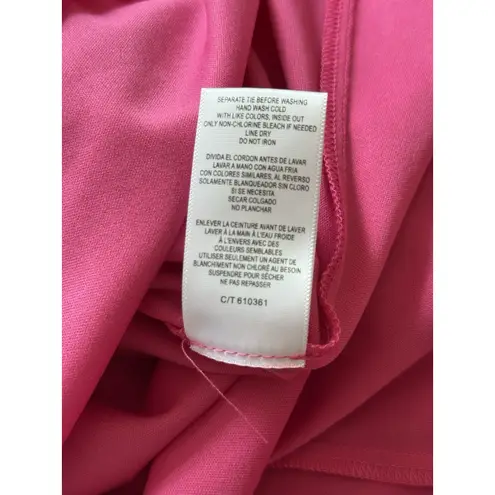 SEPARATE TIE BEFORE WASHING
HAND WASH COLD
WITH LIKE COLORS, INSIDE OUT
ONLY NON-CHLORINE BLEACH IF NEEDED
LINE DRY
DO NOT IRON
DIVIDA EL CORDON ANTES DE LAVAR
LAVAR A MANO CON AGUA FRIA
CON COLORES SIMILARES, AL REVERSO
SOLAMENTE BLANQUEADOR SIN CLORO
SI SE NECESITA
SECAR COLGADO
NO PLANCHAR
ENLEVER LA CEINTURE AVANT DE LAVER
LAVER À LA MAIN À L'EAU FROIDE
À L'ENVERS AVEC DES
COULEURS SEMBLABLES
UTILISER SEULEMENT UN AGENT DE
BLANCHIMENT NON CHLORÉ AU BESOIN
SUSPENDRE POUR SÉCHER
NE PAS REPASSER
C/T 610361